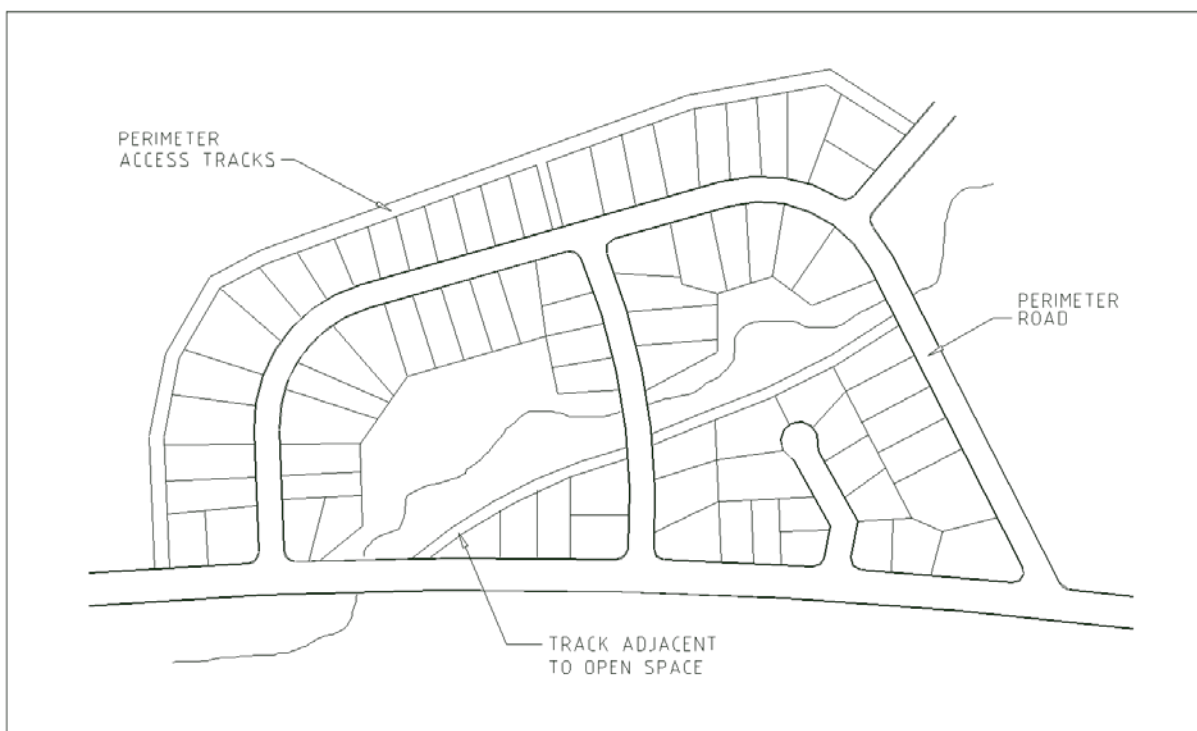 PERIMETER
ACCESS TRACKS
PERIMETER
ROAD
TRACK ADJACENT
TO OPEN SPACE